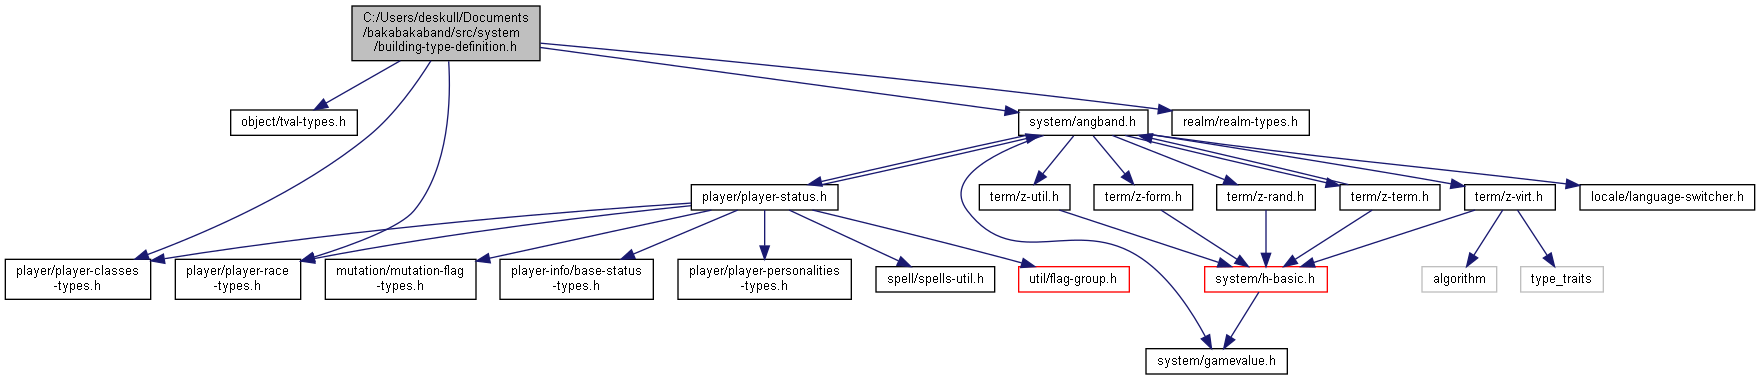 C:/Users/deskull/Documents
/bakabakaband/src/system
/building-type-definition.h
object/tval-types.h
system/angband.h
realm/realm-types.h
player/player-status.h
term/z-util.h
term/z-form.h
term/z-rand.h
term/z-term.h
term/z-virt.h
locale/language-switcher.h
player/player-classes
-types.h
player/player-race
-types.h
mutation/mutation-flag
-types.h
player-info/base-status
-types.h
player/player-personalities
-types.h
spell/spells-util.h
util/flag-group.h
system/h-basic.h
algorithm
type_traits
system/gamevalue.h